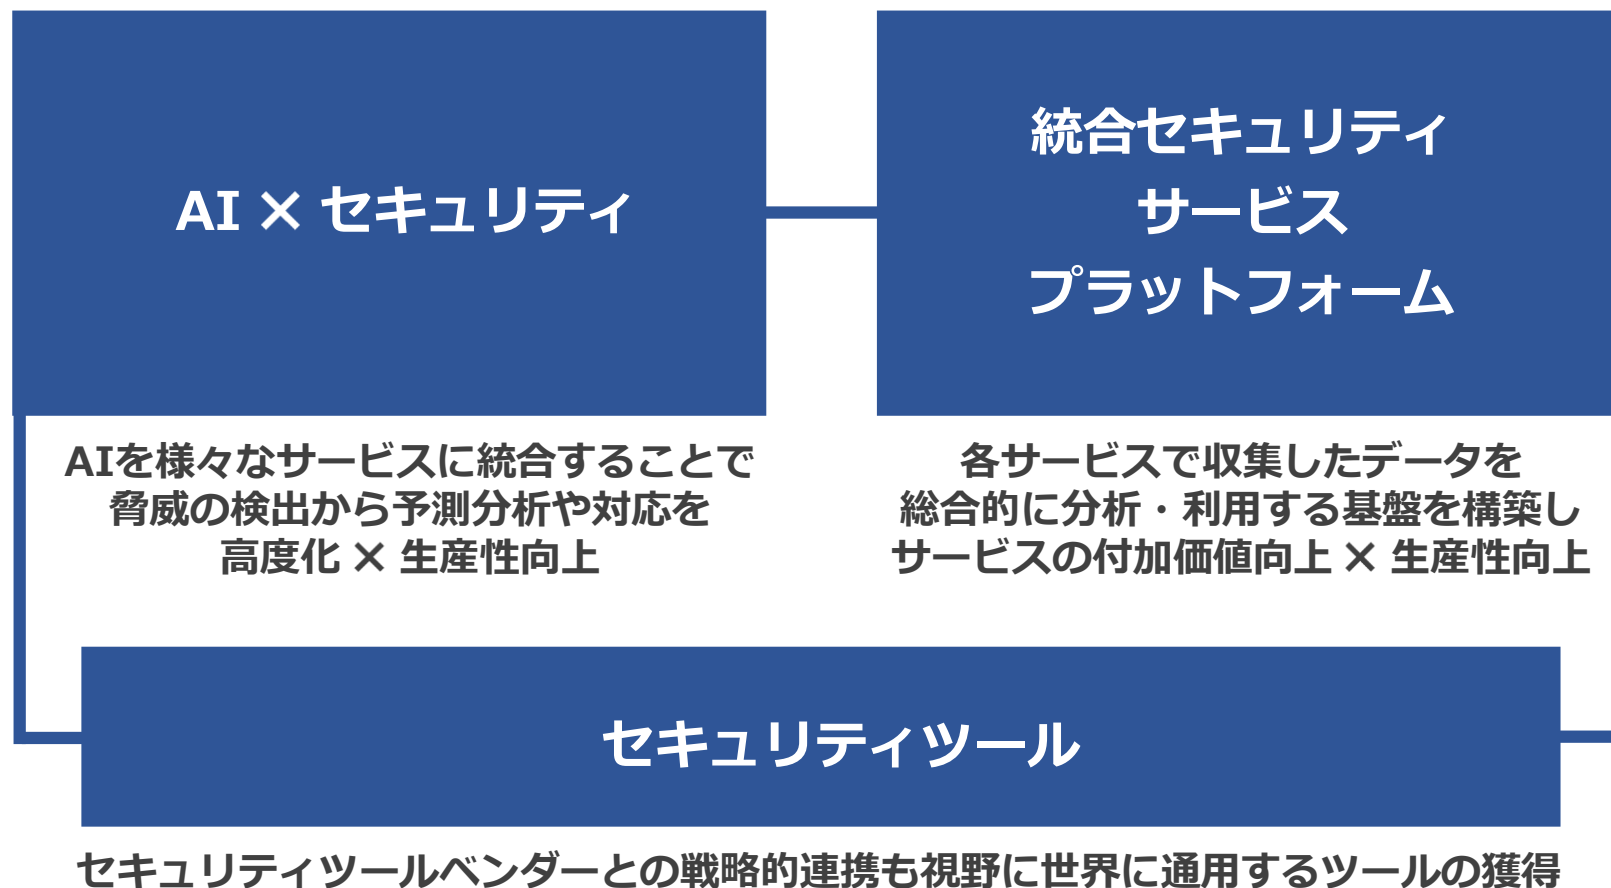 AI × セキュリティ
統合セキュリティ
サービス
プラットフォーム
AIを様々なサービスに統合することで
脅威の検出から予測分析や対応を
高度化 × 生産性向上
各サービスで収集したデータを
総合的に分析・利用する基盤を構築し
サービスの付加価値向上 × 生産性向上
セキュリティツール
セキュリティツールベンダーとの戦略的連携も視野に世界に通用するツールの獲得